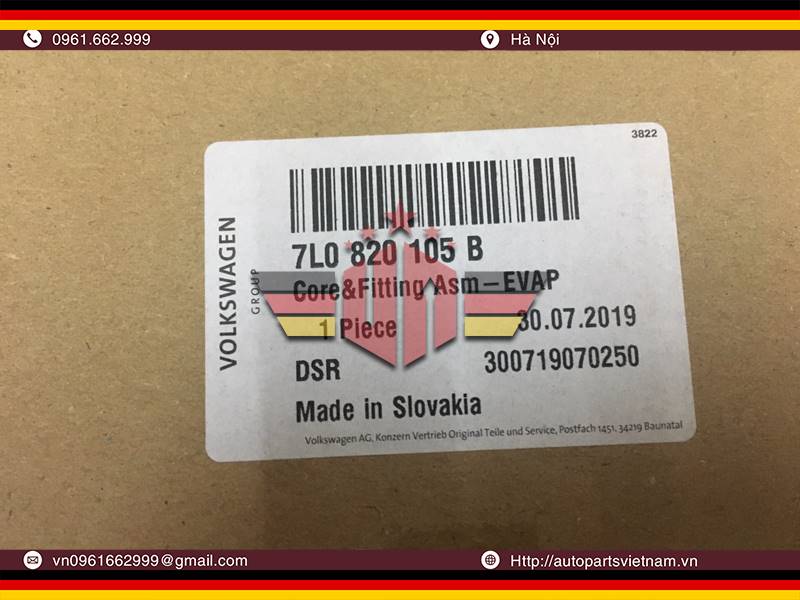 0961.662.999
Hà Nội
3822
VOLKSWAGEN
GROUP
7L0 820 105 B
Core&Fitting Asm-EVAP
1 Piece
30.07.2019
DSR
300719070250
Made in Slovakia
Volkswagen AG, Konzern Vertrieb Original Teile und Service, Postfach 1451, 34219 Baunatal
vn0961662999@gmail.com
Http://autopartsvietnam.vn